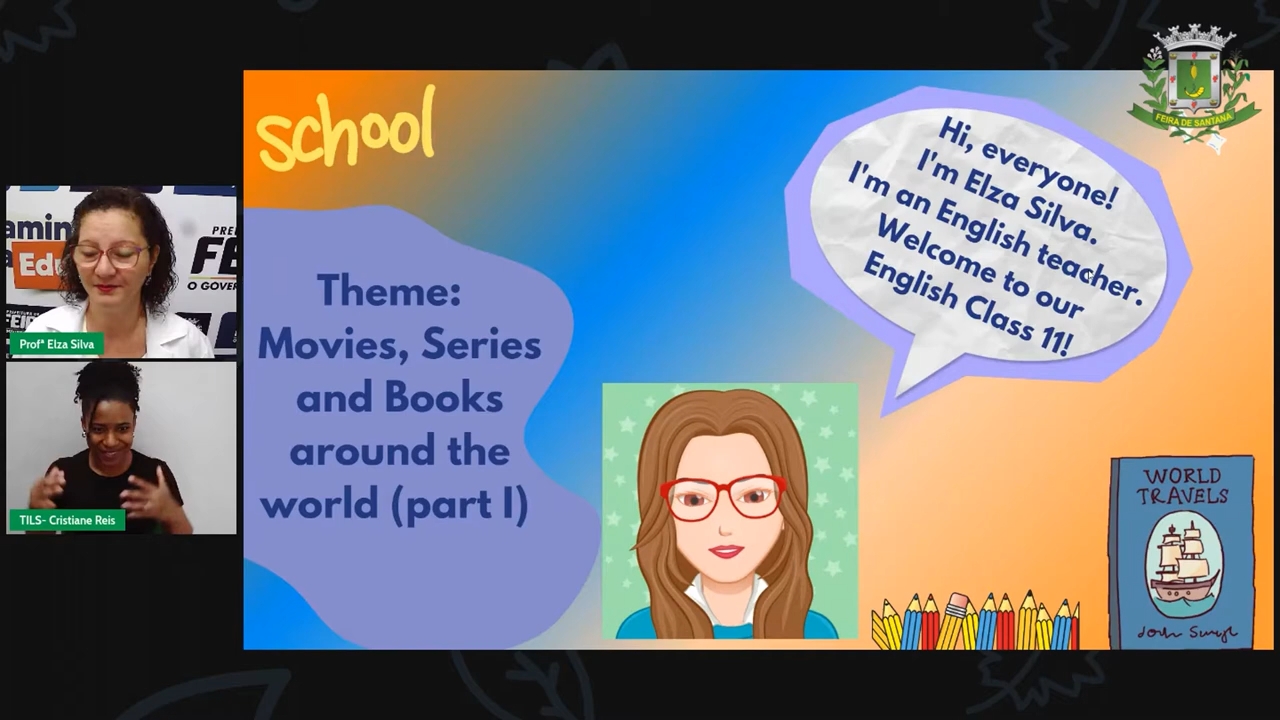 FEIRA DE SANTANA
school
Hi, everyone!
I'm Elza Silva.
I'm an English teacher.
Welcome to our
English Class 11!
Theme:
Movies, Series
and Books
around the
world (part I)
Profª Elza Silva
TILS- Cristiane Reis
O GOVER
WORLD
TRAVELS